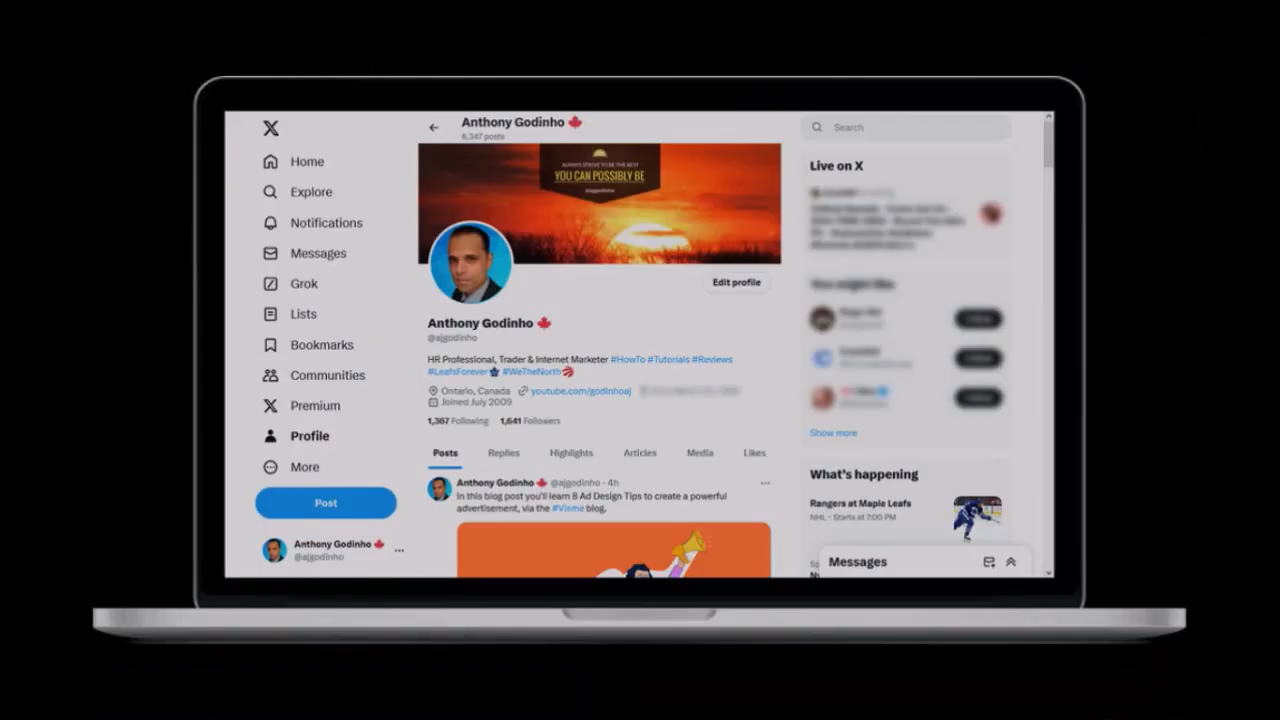 Home
Explore
Notifications
Messages
Grok
Lists
Bookmarks
Communities
Premium
Profile
More
Post
Anthony Godinho
@ajgodinho
Anthony Godinho
6,347 posts
ALWAYS STRIVE TO BE THE BEST
YOU CAN POSSIBLY BE
@ajgodinho
Edit profile
Anthony Godinho
@ajgodinho
HR Professional, Trader & Internet Marketer #HowTo #Tutorials #Reviews
#LeafsForever #WeTheNorth
Ontario, Canada youtube.com/godinhoaj
Joined July 2009
1,367 Following 1,641 Followers
Posts Replies Highlights Articles Media Likes
Anthony Godinho @ajgodinho · 4h
In this blog post you'll learn 8 Ad Design Tips to create a powerful
advertisement, via the #Visme blog.
Search
Live on X
You might like
Show more
What's happening
Rangers at Maple Leafs
NHL · Starts at 7:00 PM
Messages